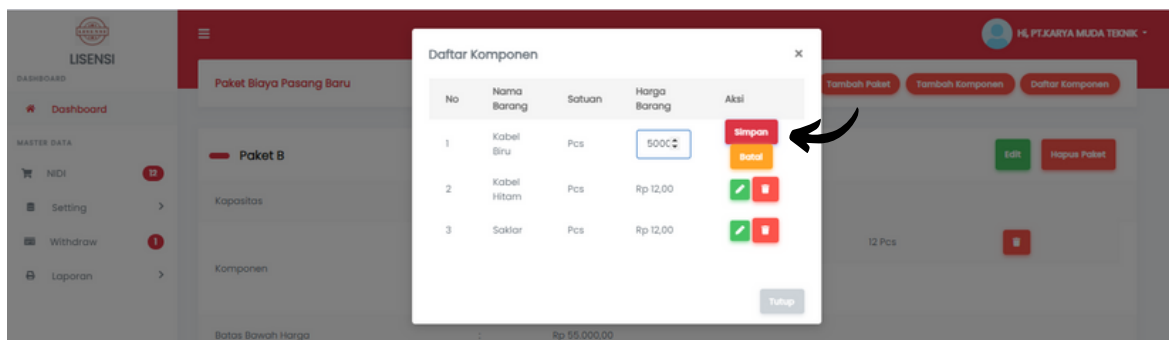 LISENSI
DASHBOARD
Dashboard
MASTER DATA
NIDI 12
Setting
Withdraw 1
Laporan
Hi, PT.KARYA MUDA TEKNIK
Paket Biaya Pasang Baru
Tambah Paket Tambah Komponen Daftar Komponen
Paket B
Edit Hapus Paket
Kapasitas
Komponen
12 Pcs
Batas Bawah Harga : Rp 55.000,00
Daftar Komponen ×
No Nama Barang Satuan Harga Barang Aksi
1 Kabel Biru Pcs 5000 Simpan
Batal
2 Kabel Hitam Pcs Rp 12,00
3 Saklar Pcs Rp 12,00
Tutup